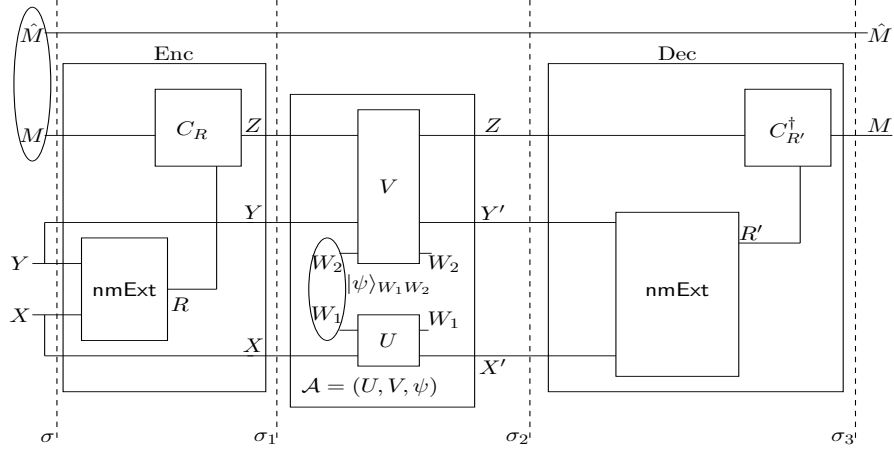 M̂ M̂
Enc Dec
M C_R Z Z C†_{R′} M
V
Y Y′
Y W_2 W_2 R′
nmExt |ψ⟩_{W_1W_2} nmExt
R
X W_1 W_1
U
X X′
𝒜 = (U, V, ψ)
σ σ_1 σ_2 σ_3